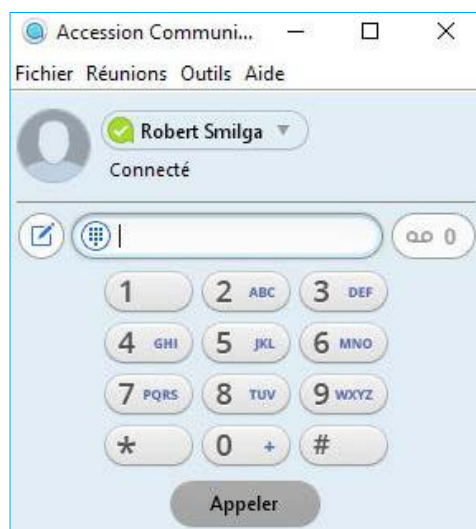 Accession Communi...
Fichier Réunions Outils Aide
Robert Smilga
Connecté
0
1 2 ABC 3 DEF
4 GHI 5 JKL 6 MNO
7 PQRS 8 TUV 9 WXYZ
* 0 + #
Appeler